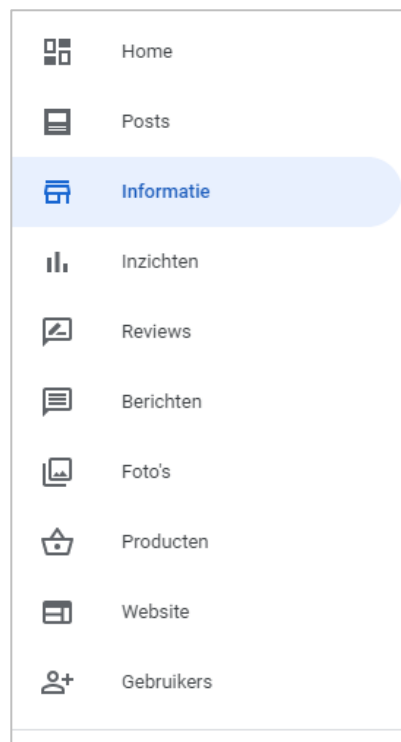 Home
Posts
Informatie
Inzichten
Reviews
Berichten
Foto's
Producten
Website
Gebruikers